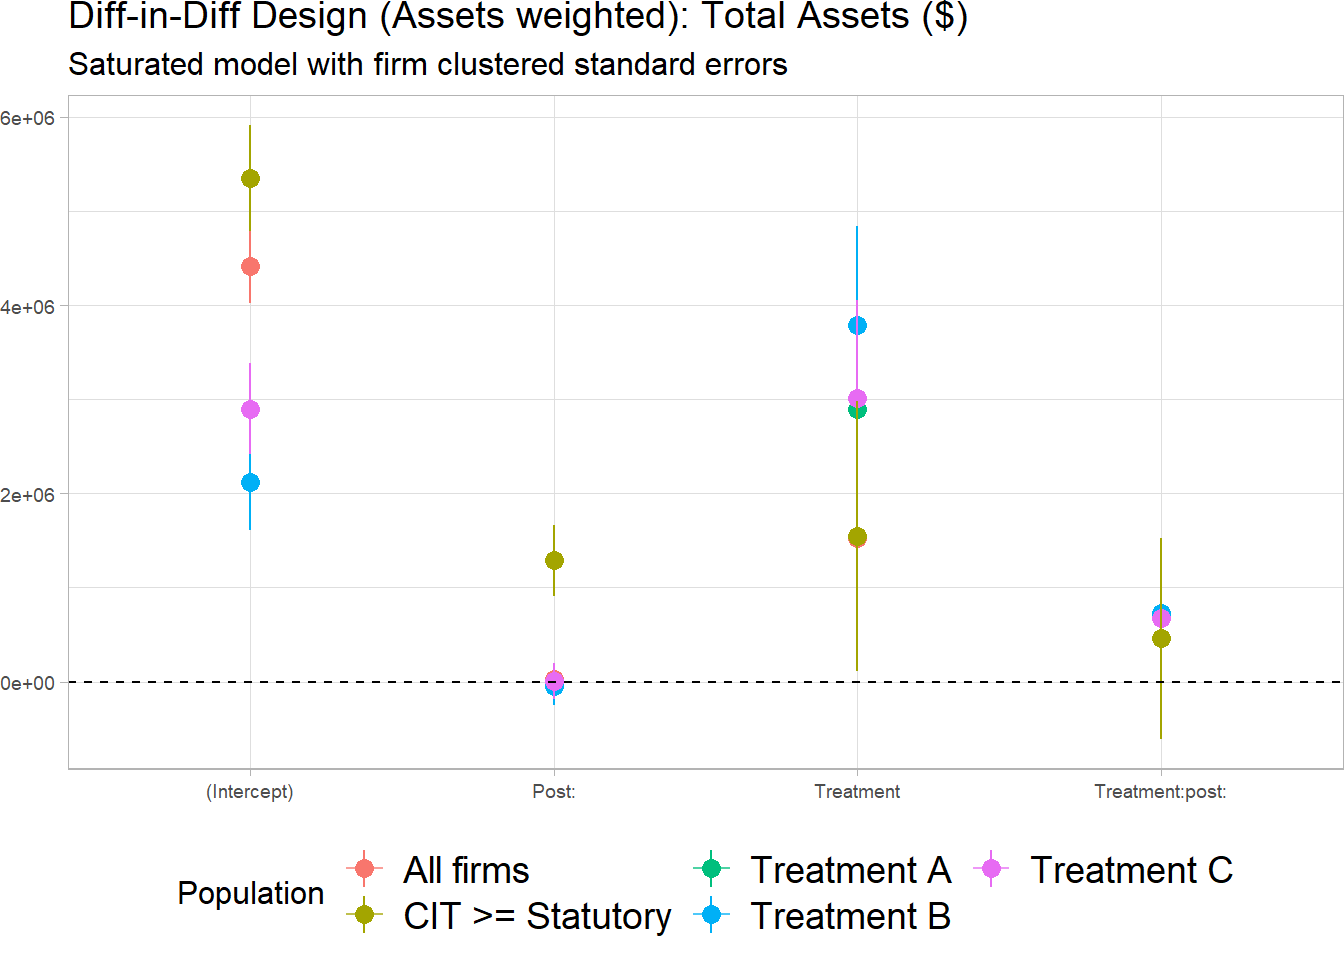 Diff-in-Diff Design (Assets weighted): Total Assets ($)
Saturated model with firm clustered standard errors
6e+06
4e+06
2e+06
0e+00
(Intercept)
Post:
Treatment
Treatment:post:
Population
All firms
CIT >= Statutory
Treatment A
Treatment B
Treatment C